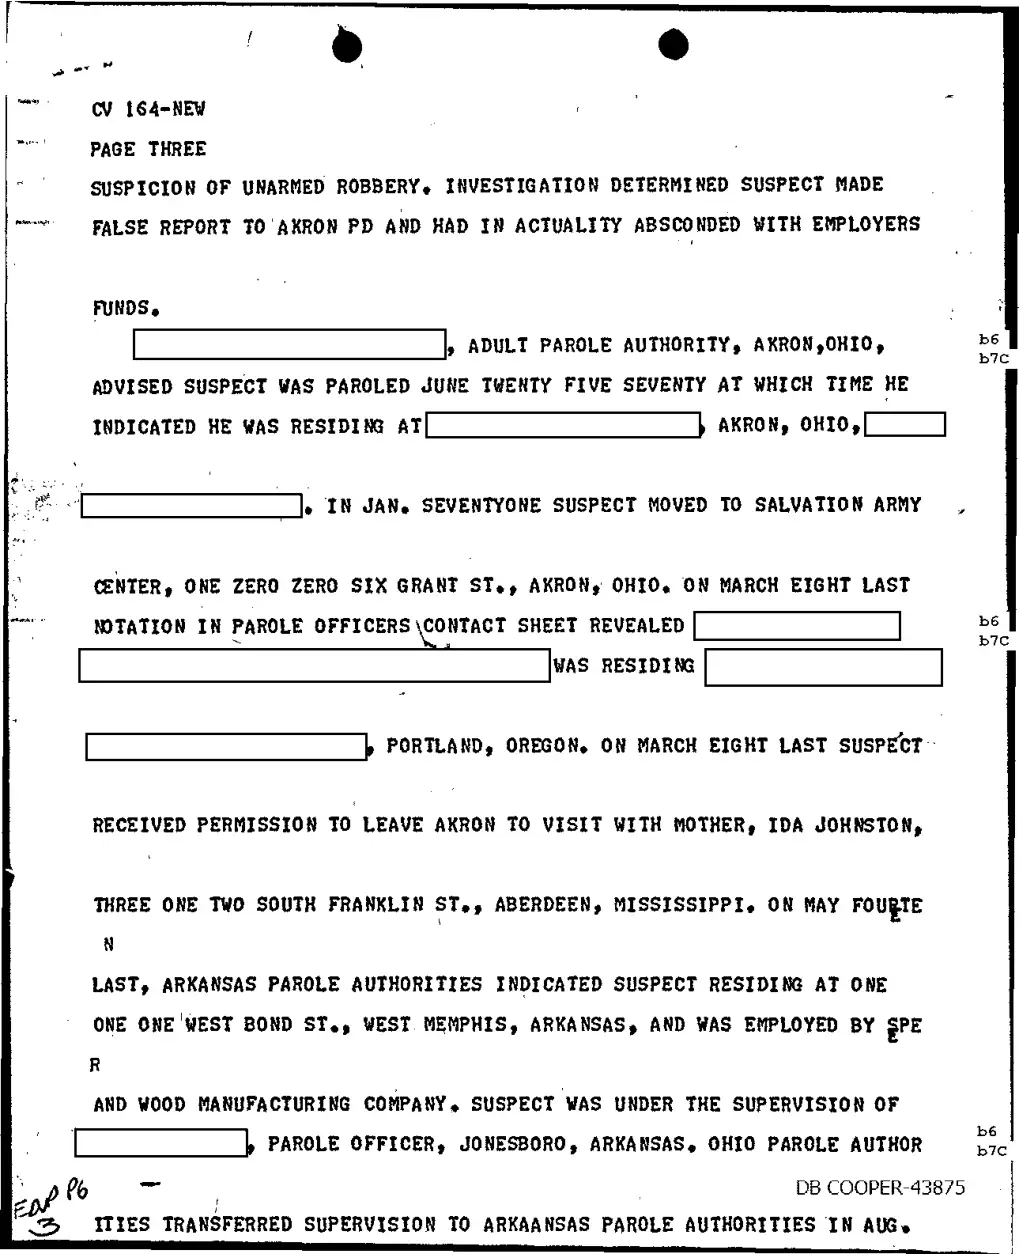 CV 164-NEW
PAGE THREE
SUSPICION OF UNARMED ROBBERY. INVESTIGATION DETERMINED SUSPECT MADE
FALSE REPORT TO AKRON PD AND HAD IN ACTUALITY ABSCONDED WITH EMPLOYERS
FUNDS.
, ADULT PAROLE AUTHORITY, AKRON,OHIO,
b6
b7C
ADVISED SUSPECT WAS PAROLED JUNE TWENTY FIVE SEVENTY AT WHICH TIME HE
INDICATED HE WAS RESIDING AT , AKRON, OHIO,
. IN JAN. SEVENTYONE SUSPECT MOVED TO SALVATION ARMY
CENTER, ONE ZERO ZERO SIX GRANT ST., AKRON, OHIO. ON MARCH EIGHT LAST
NOTATION IN PAROLE OFFICERS CONTACT SHEET REVEALED
b6
b7C
WAS RESIDING
, PORTLAND, OREGON. ON MARCH EIGHT LAST SUSPECT
RECEIVED PERMISSION TO LEAVE AKRON TO VISIT WITH MOTHER, IDA JOHNSTON,
THREE ONE TWO SOUTH FRANKLIN ST., ABERDEEN, MISSISSIPPI. ON MAY FOURTE
N
LAST, ARKANSAS PAROLE AUTHORITIES INDICATED SUSPECT RESIDING AT ONE
ONE ONE WEST BOND ST., WEST MEMPHIS, ARKANSAS, AND WAS EMPLOYED BY SPE
R
AND WOOD MANUFACTURING COMPANY. SUSPECT WAS UNDER THE SUPERVISION OF
, PAROLE OFFICER, JONESBORO, ARKANSAS. OHIO PAROLE AUTHOR
b6
b7C
DB COOPER-43875
ITIES TRANSFERRED SUPERVISION TO ARKAANSAS PAROLE AUTHORITIES IN AUG.